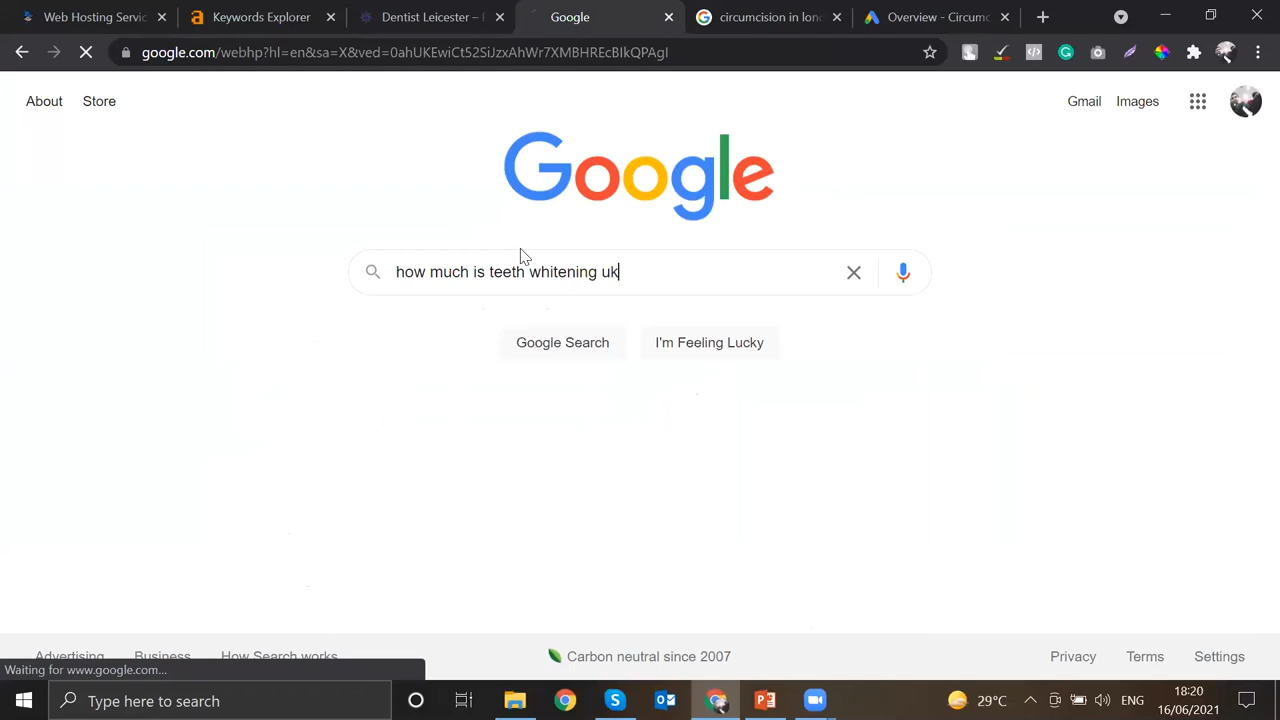 Web Hosting Servic
Keywords Explorer
Dentist Leicester –
Google
circumcision in lon
Overview - Circumc
google.com/webhp?hl=en&sa=X&ved=0ahUKEwiCt52SiJzxAhWr7XMBHREcBIkQPAgI
About
Store
Gmail
Images
Google
how much is teeth whitening uk
Google Search
I'm Feeling Lucky
Advertising
Business
How Search works
Carbon neutral since 2007
Privacy
Terms
Settings
Waiting for www.google.com...
Type here to search
29°C
ENG
18:20
16/06/2021